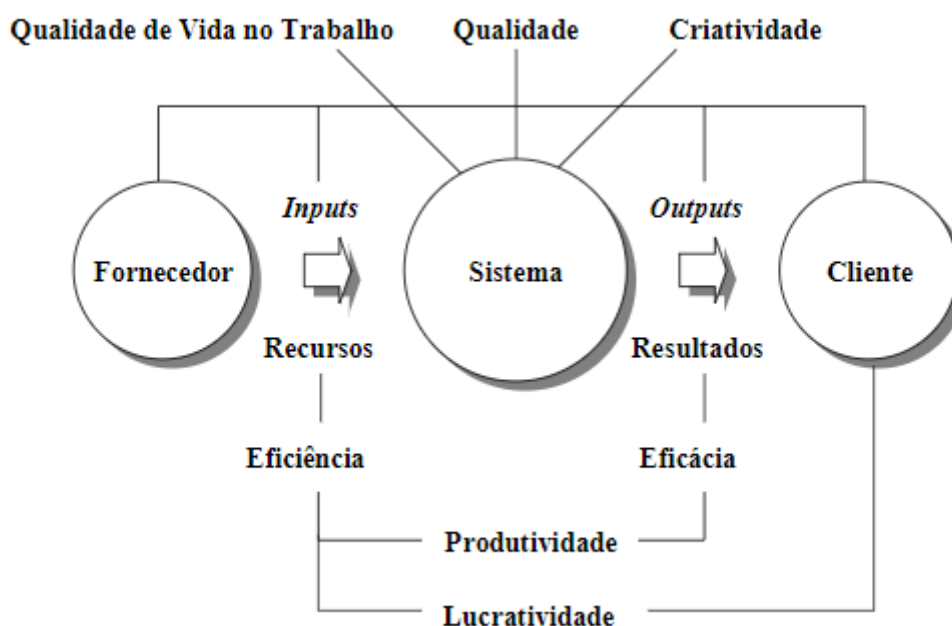 Qualidade de Vida no Trabalho
Qualidade
Criatividade
Inputs
Outputs
Fornecedor
Sistema
Cliente
Recursos
Resultados
Eficiência
Eficácia
Produtividade
Lucratividade